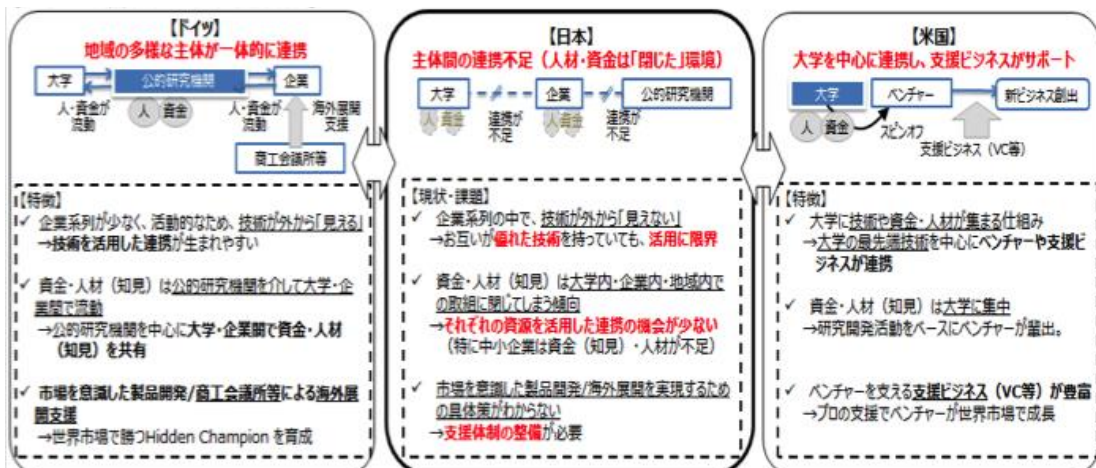 【ドイツ】
地域の多様な主体が一体的に連携
大学
公的研究機関
企業
人・資金が
流動
人
資金
人・資金が
流動
海外展開
支援
商工会議所等
【特徴】
✓ 企業系列が少なく、活動的なため、技術が外から「見える」
→技術を活用した連携が生まれやすい
✓ 資金・人材（知見）は公的研究機関を介して大学・企
業間で流動
→公的研究機関を中心に大学・企業間で資金・人材
（知見）を共有
✓ 市場を意識した製品開発/商工会議所等による海外展
開支援
→世界市場で勝つHidden Champion を育成
【日本】
主体間の連携不足（人材・資金は「閉じた」環境）
大学
企業
公的研究機関
人
資金
連携が
不足
人
資金
連携が
不足
【現状・課題】
✓ 企業系列の中で、技術が外から「見えない」
→お互いが優れた技術を持っていても、活用に限界
✓ 資金・人材（知見）は大学内・企業内・地域内で
の取組に閉じてしまう傾向
→それぞれの資源を活用した連携の機会が少ない
（特に中小企業は資金（知見）・人材が不足）
✓ 市場を意識した製品開発/海外展開を実現するため
の具体策がわからない
→支援体制の整備が必要
【米国】
大学を中心に連携し、支援ビジネスがサポート
大学
ベンチャー
新ビジネス創出
人
資金
スピンオフ
支援ビジネス（VC等）
【特徴】
✓ 大学に技術や資金・人材が集まる仕組み
→大学の最先端技術を中心にベンチャーや支援ビ
ジネスが連携
✓ 資金・人材（知見）は大学に集中
→研究開発活動をベースにベンチャーが輩出。
✓ ベンチャーを支える支援ビジネス（VC等）が豊富
→プロの支援でベンチャーが世界市場で成長